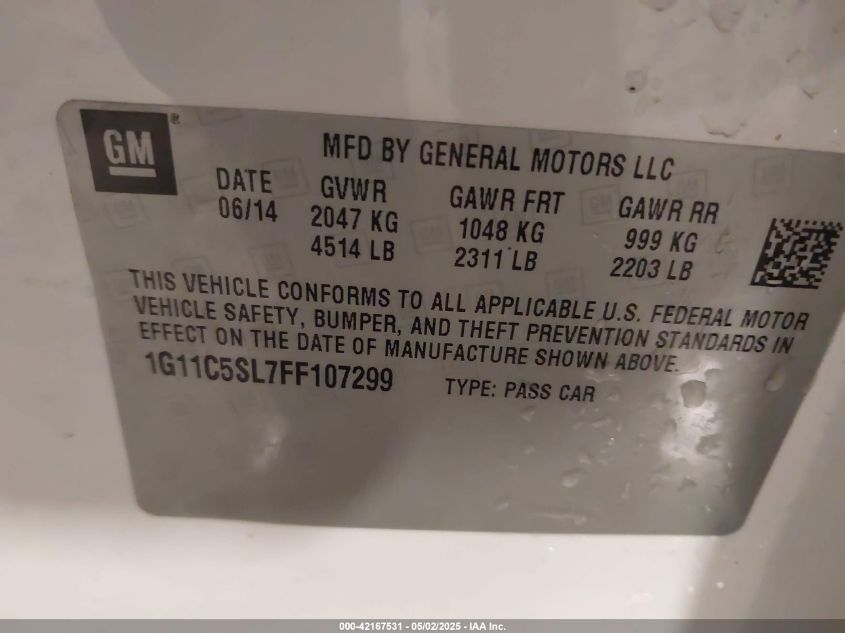 GM®
MFD BY GENERAL MOTORS LLC
DATE GVWR GAWR FRT GAWR RR
06/14 2047 KG 1048 KG 999 KG
4514 LB 2311 LB 2203 LB
THIS VEHICLE CONFORMS TO ALL APPLICABLE U.S. FEDERAL MOTOR
VEHICLE SAFETY, BUMPER, AND THEFT PREVENTION STANDARDS IN
EFFECT ON THE DATE OF MANUFACTURE SHOWN ABOVE.
1G11C5SL7FF107299 TYPE: PASS CAR
000-42167531 - 05/02/2025 - IAA Inc.